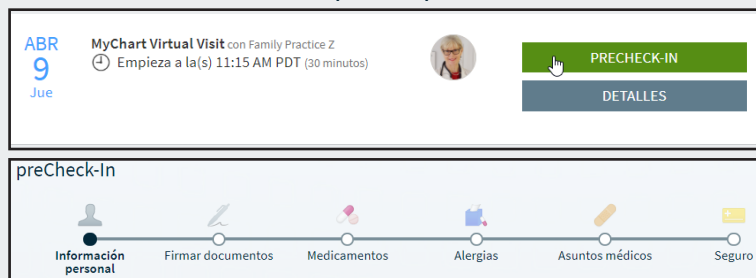 ABR
9
Jue
MyChart Virtual Visit con Family Practice Z
Empieza a la(s) 11:15 AM PDT (30 minutos)
PRECHECK-IN
DETALLES
preCheck-In
Información personal
Firmar documentos
Medicamentos
Alergias
Asuntos médicos
Seguro